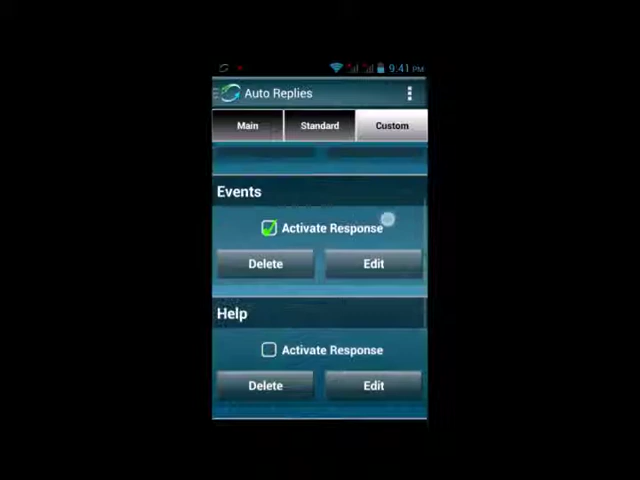 9:41 PM
Auto Replies
Main Standard Custom
Events
Activate Response
Delete Edit
Help
Activate Response
Delete Edit